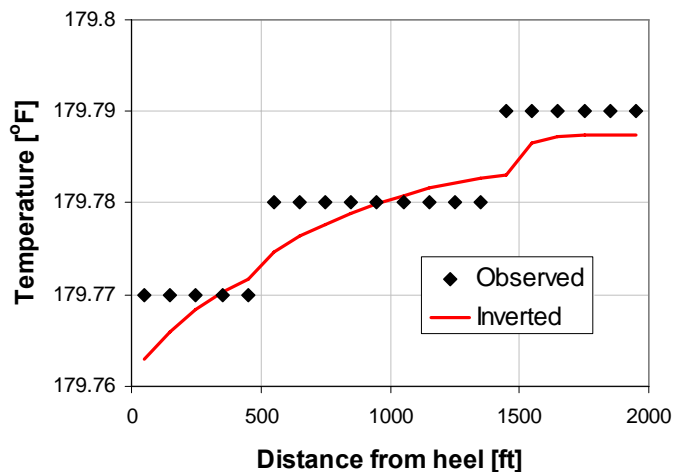 179.8
179.79
179.78
179.77
179.76
Temperature [°F]
Observed
Inverted
0
500
1000
1500
2000
Distance from heel [ft]